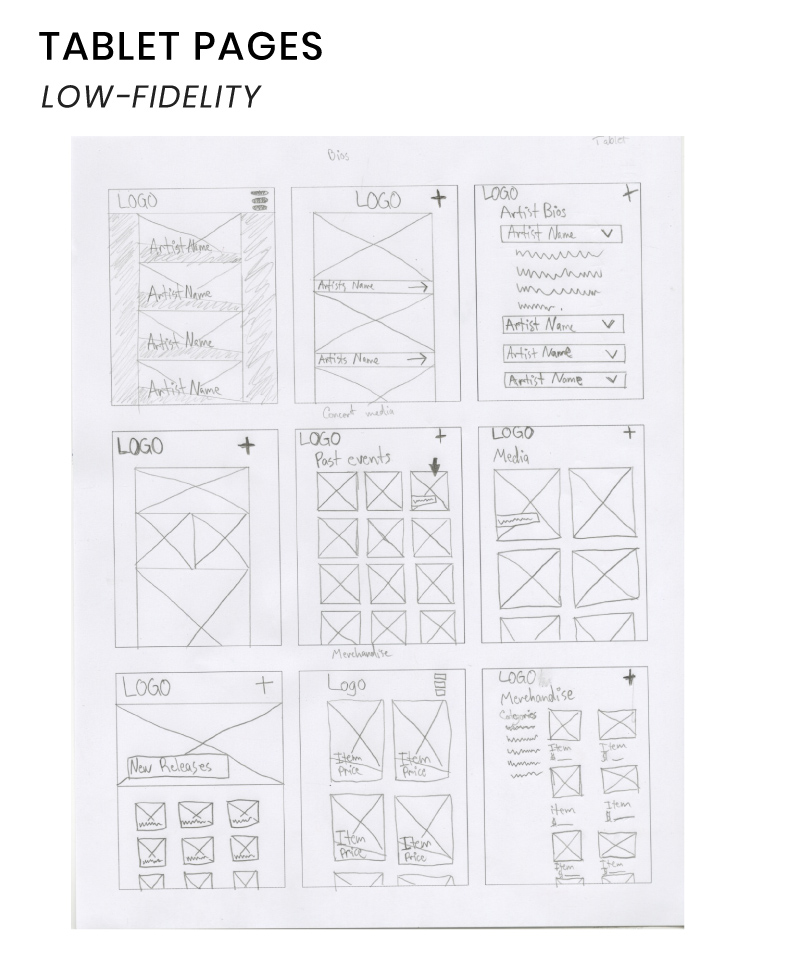 TABLET PAGES
LOW-FIDELITY
Tablet
Bios
LOGO
Artist Name
Artist Name
Artist Name
Artist Name
LOGO
Artists Name
Artists Name
LOGO
Artist Bios
Artist Name
Artist Name
Artist Name
Artist Name
Concert media
LOGO
LOGO
Past events
LOGO
Media
Merchandise
LOGO
New Releases
Logo
Item
Price
Item
Price
Item
Price
Item
Price
LOGO
Merchandise
Categories
Item
$
Item
$
Item
$
Item
$
Item
$
Item
$